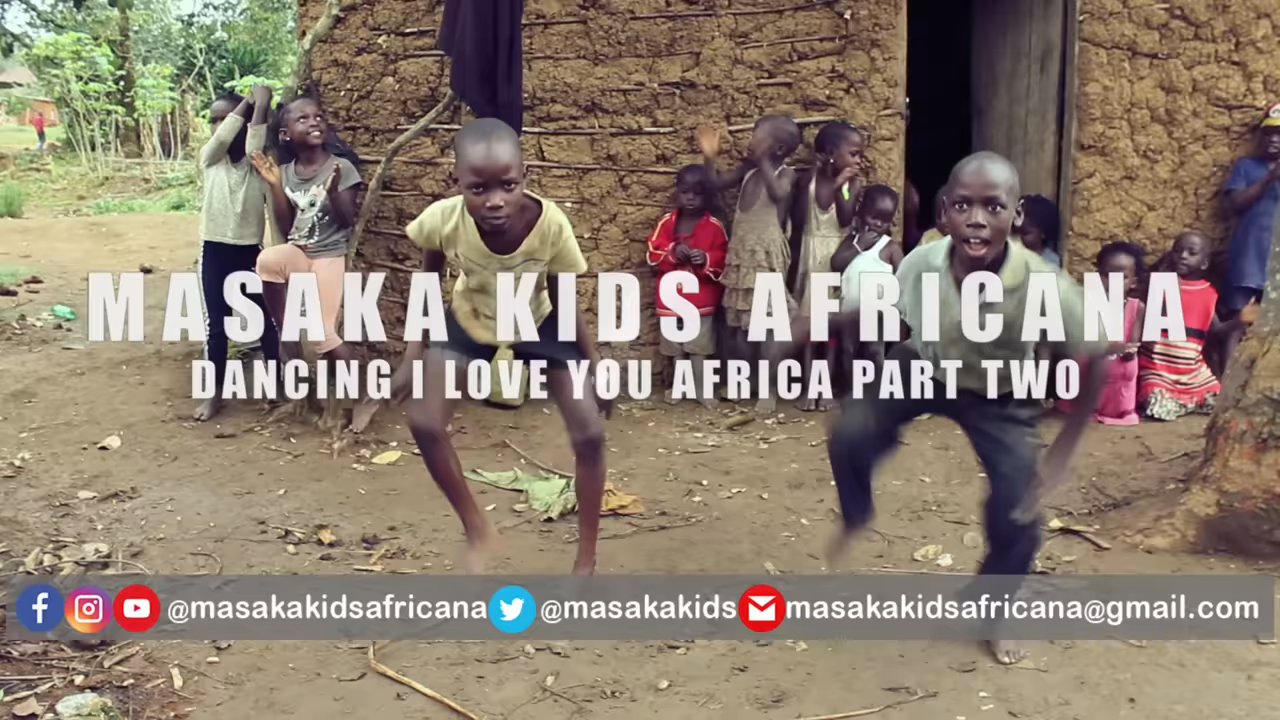 MASAKA KIDS AFRICANA
DANCING I LOVE YOU AFRICA PART TWO
@masakakidsafricana @masakakids masakakidsafricana@gmail.com